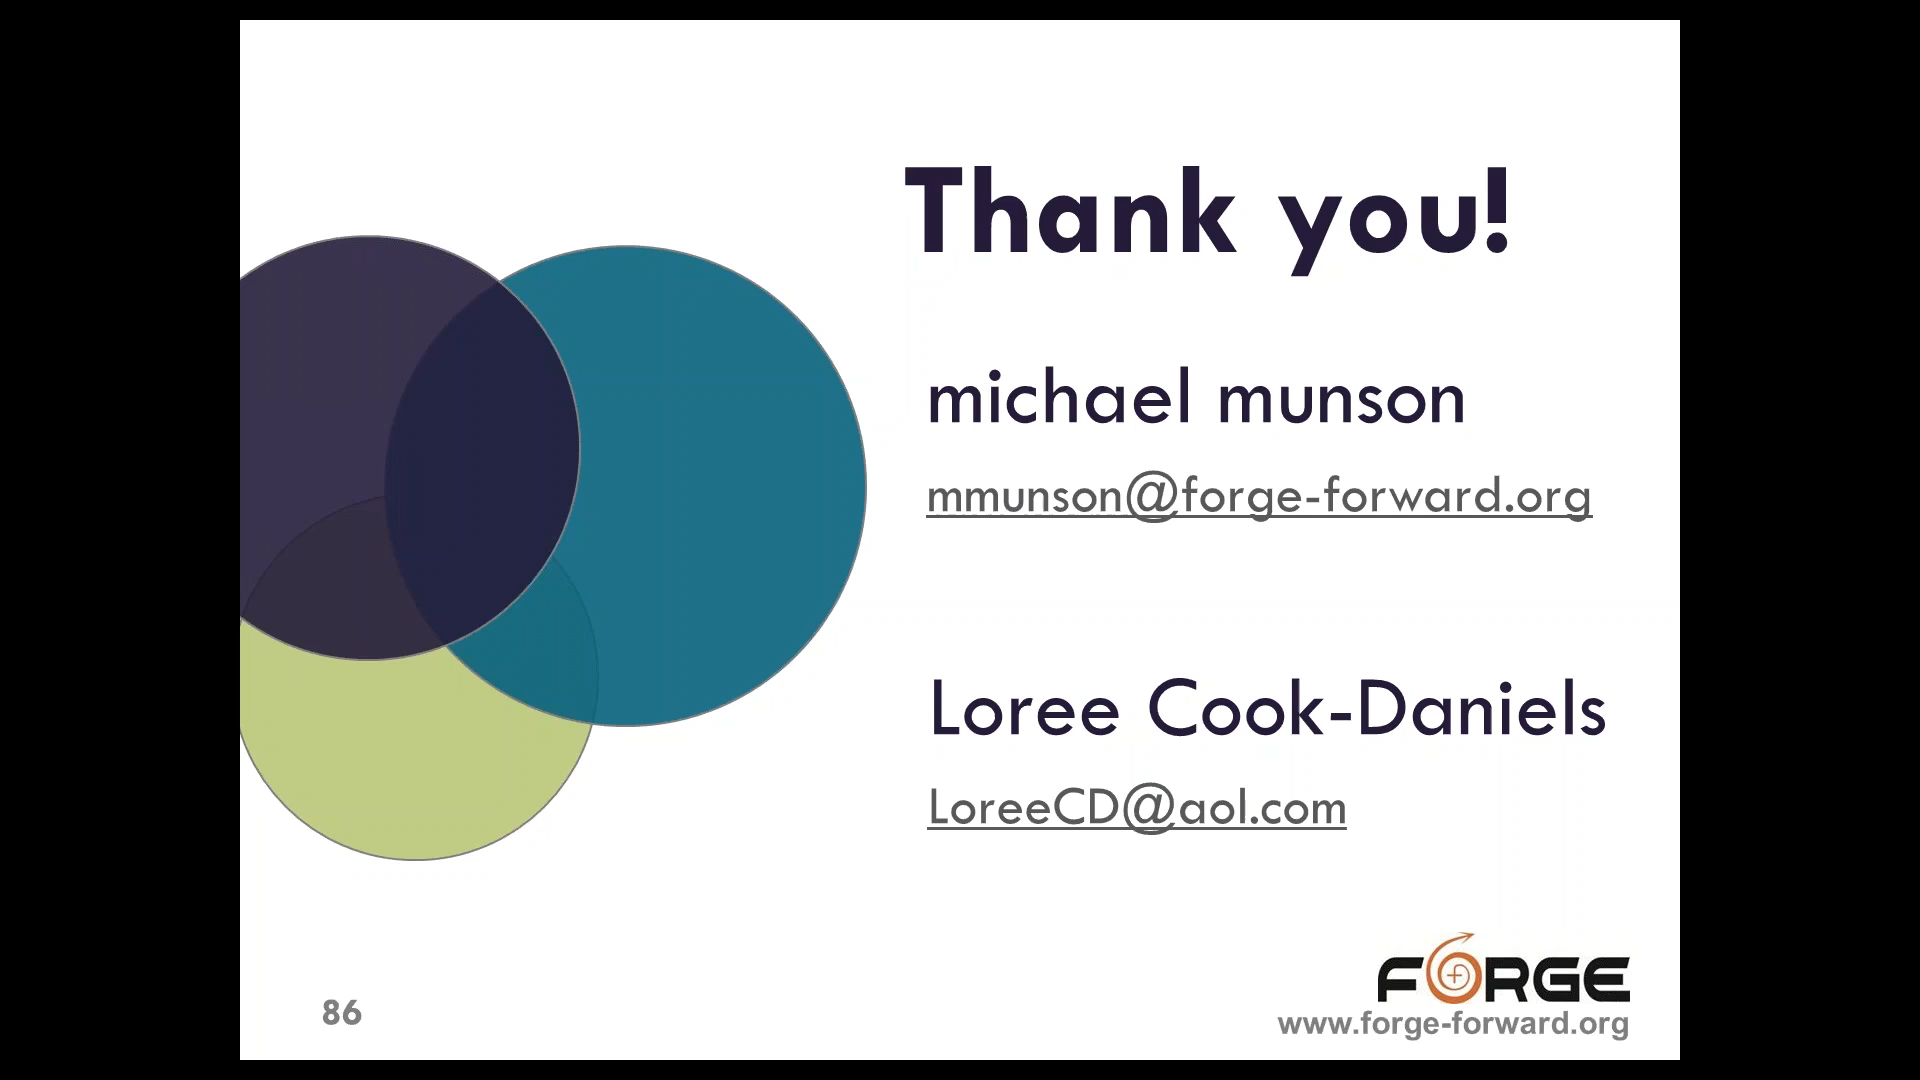 Thank you!
michael munson
mmunson@forge-forward.org
Loree Cook-Daniels
LoreeCD@aol.com
FORGE
www.forge-forward.org
86